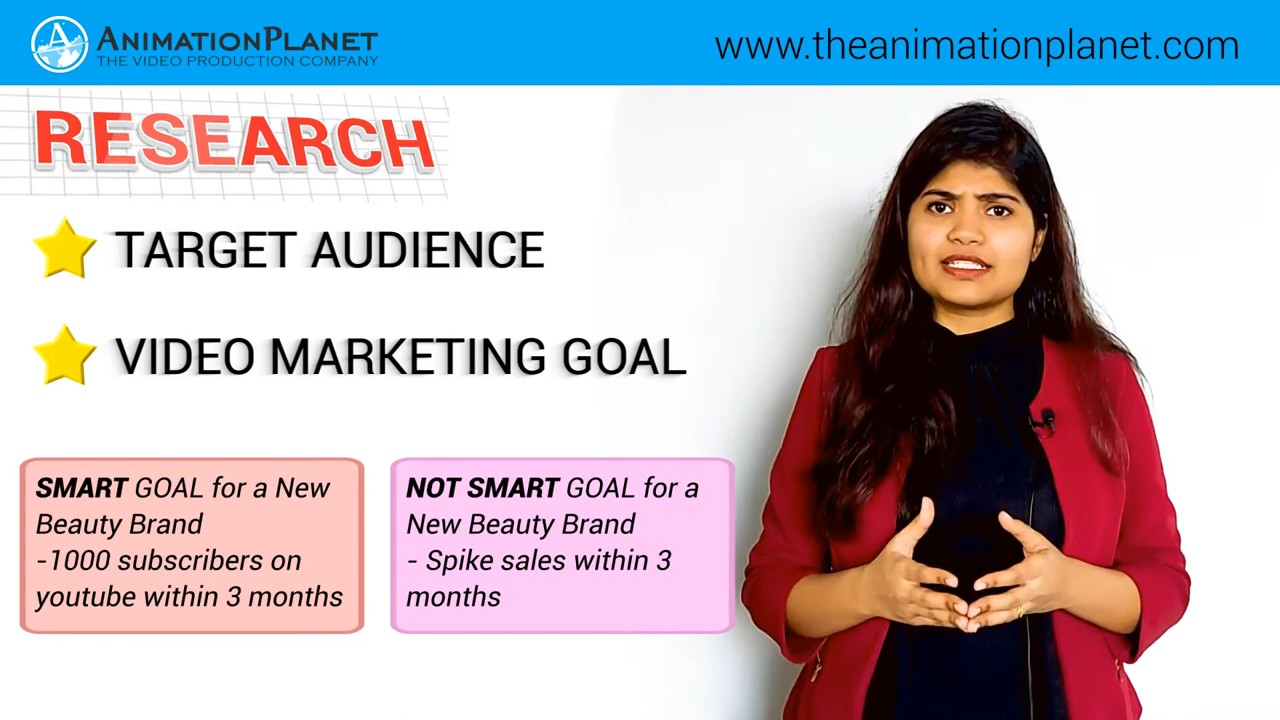 ANIMATIONPLANET
THE VIDEO PRODUCTION COMPANY
www.theanimationplanet.com
RESEARCH
TARGET AUDIENCE
VIDEO MARKETING GOAL
SMART GOAL for a New
Beauty Brand
-1000 subscribers on
youtube within 3 months
NOT SMART GOAL for a
New Beauty Brand
- Spike sales within 3
months